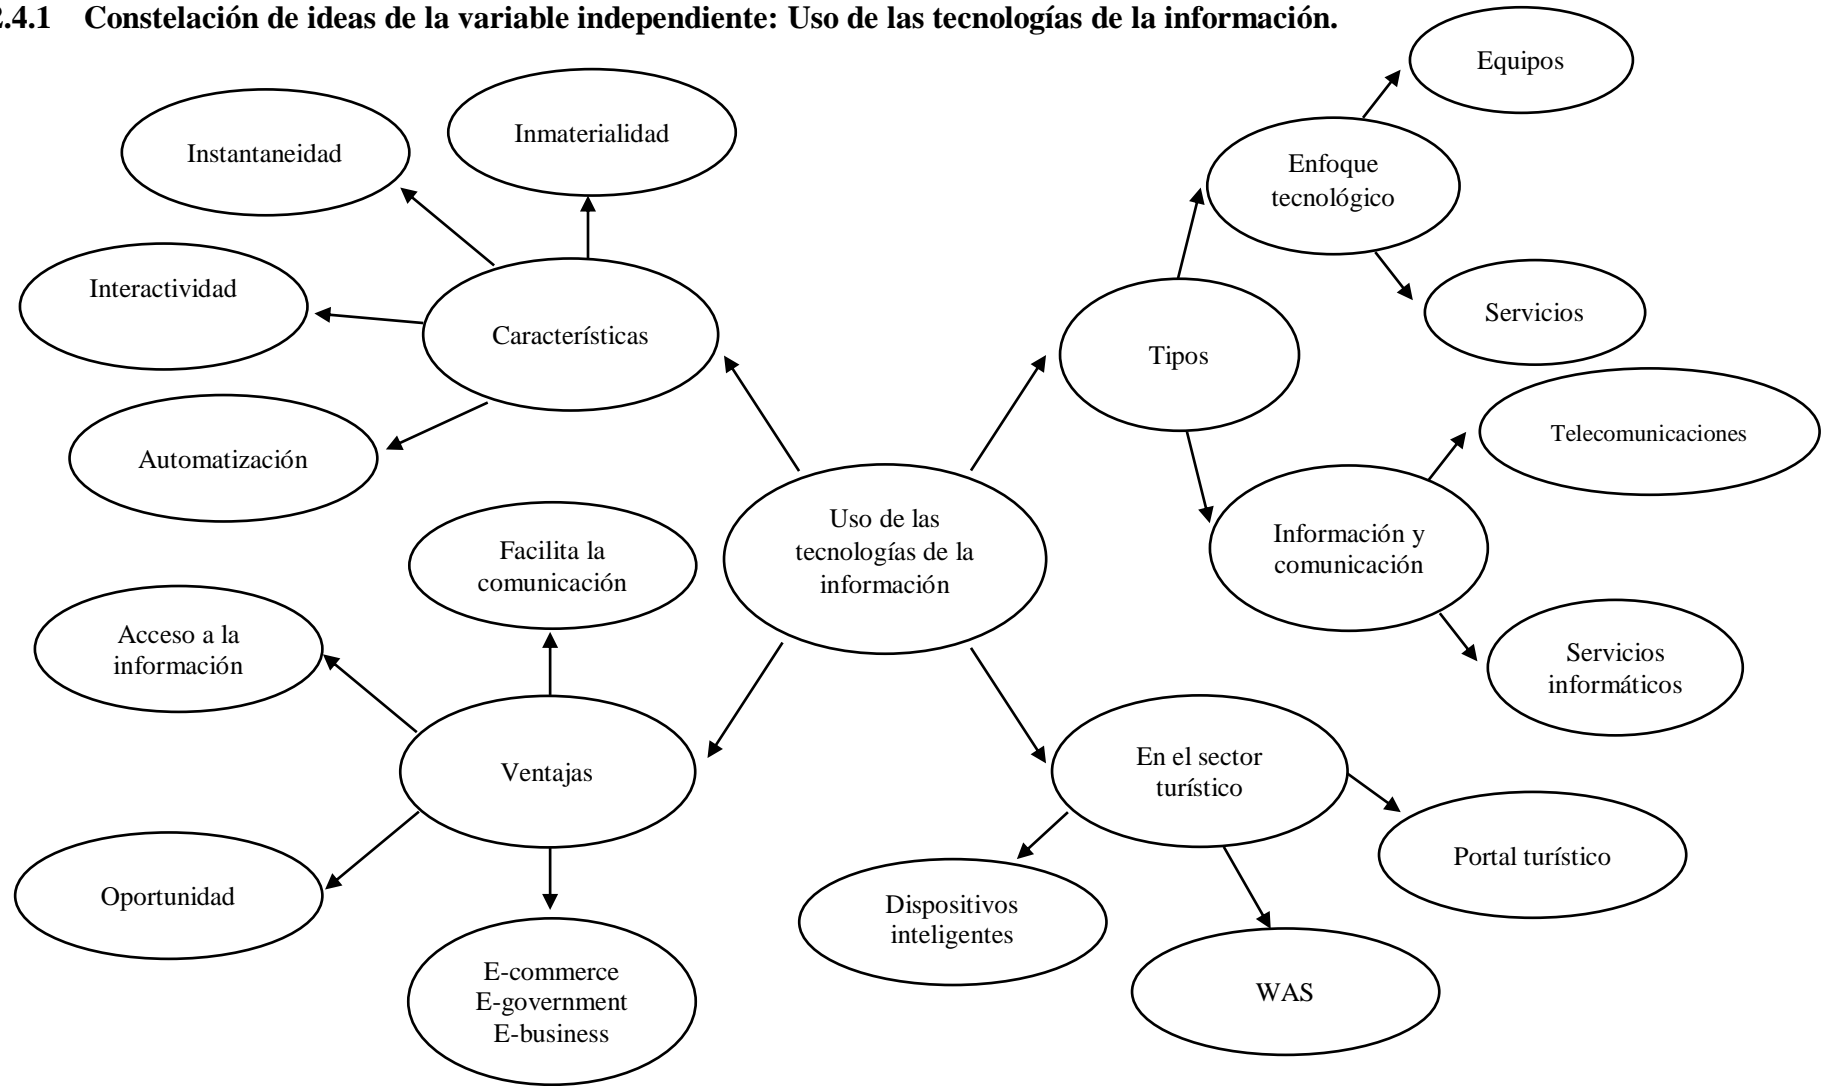 2.4.1 Constelación de ideas de la variable independiente: Uso de las tecnologías de la información.
Equipos
Inmaterialidad
Instantaneidad
Enfoque
tecnológico
Interactividad
Servicios
Características
Tipos
Telecomunicaciones
Automatización
Uso de las
tecnologías de la
información
Información y
comunicación
Facilita la
comunicación
Acceso a la
información
Servicios
informáticos
Ventajas
En el sector
turístico
Portal turístico
Oportunidad
Dispositivos
inteligentes
E-commerce
E-government
E-business
WAS